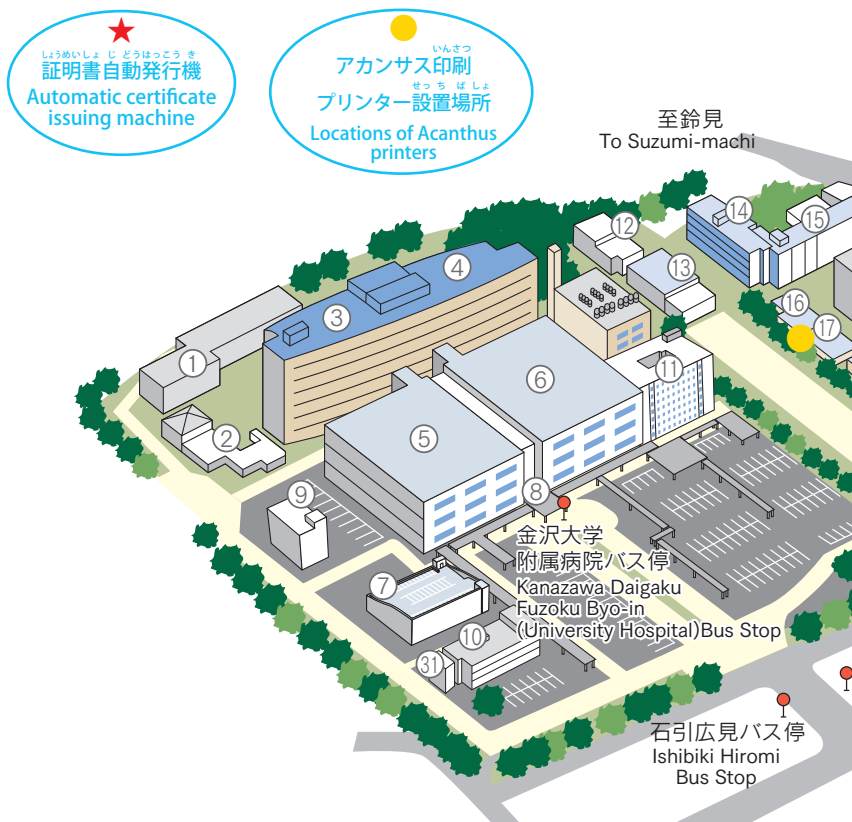 しょうめいしょ じ どうはっこう き
証明書自動発行機
Automatic certificate
issuing machine
いんさつ
アカンサス印刷
せっ ち ば しょ
プリンター設置場所
Locations of Acanthus
printers
至鈴見
To Suzumi-machi
⑫
⑭
⑮
④
⑬
③
⑯
⑰
①
⑥
⑪
②
⑤
⑨
⑧
金沢大学
附属病院バス停
Kanazawa Daigaku
Fuzoku Byo-in
(University Hospital)Bus Stop
⑦
⑩
㉛
石引広見バス停
Ishibiki Hiromi
Bus Stop